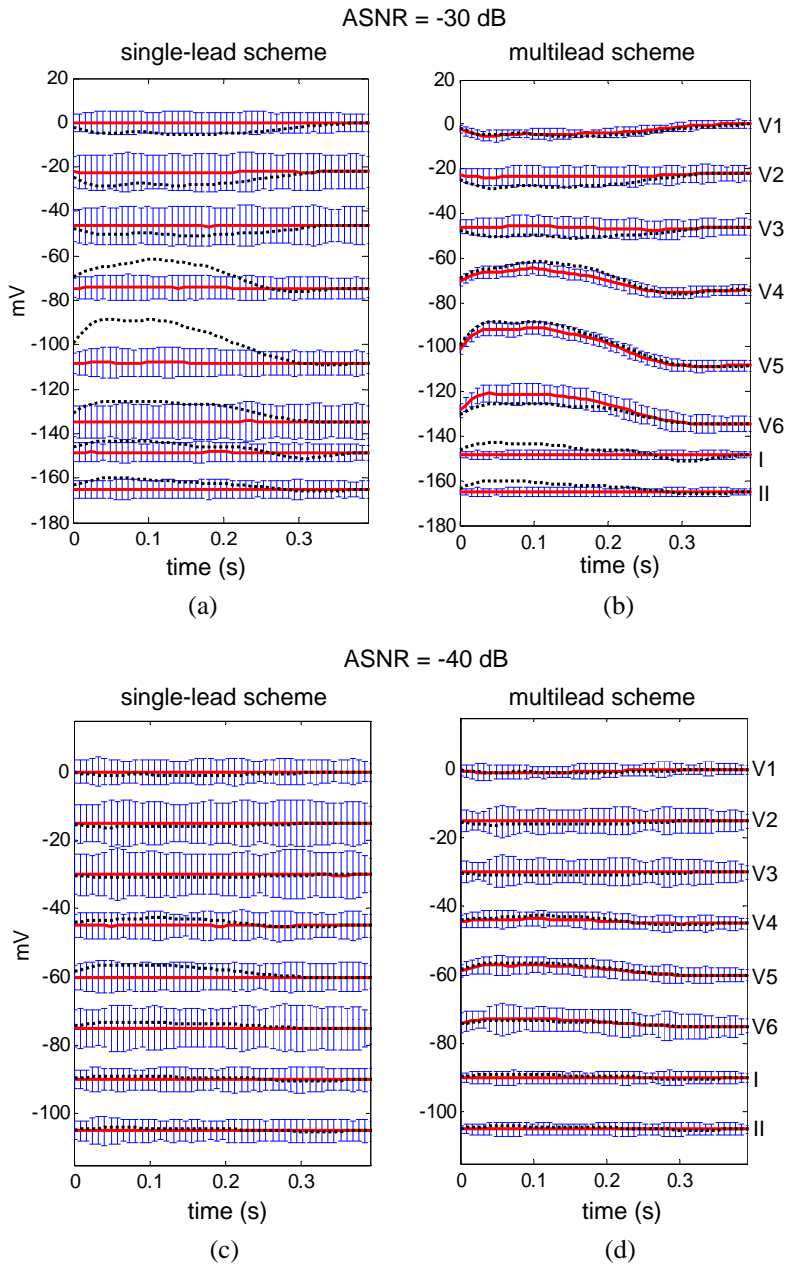 ASNR = -30 dB
single-lead scheme
multilead scheme
20
0
-20
-40
-60
-80
-100
-120
-140
-160
-180
mV
0
0.1
0.2
0.3
time (s)
(a)
20
0
-20
-40
-60
-80
-100
-120
-140
-160
-180
V1
V2
V3
V4
V5
V6
I
II
0
0.1
0.2
0.3
time (s)
(b)
ASNR = -40 dB
single-lead scheme
multilead scheme
0
-20
-40
-60
-80
-100
mV
0
0.1
0.2
0.3
time (s)
(c)
0
-20
-40
-60
-80
-100
V1
V2
V3
V4
V5
V6
I
II
0
0.1
0.2
0.3
time (s)
(d)